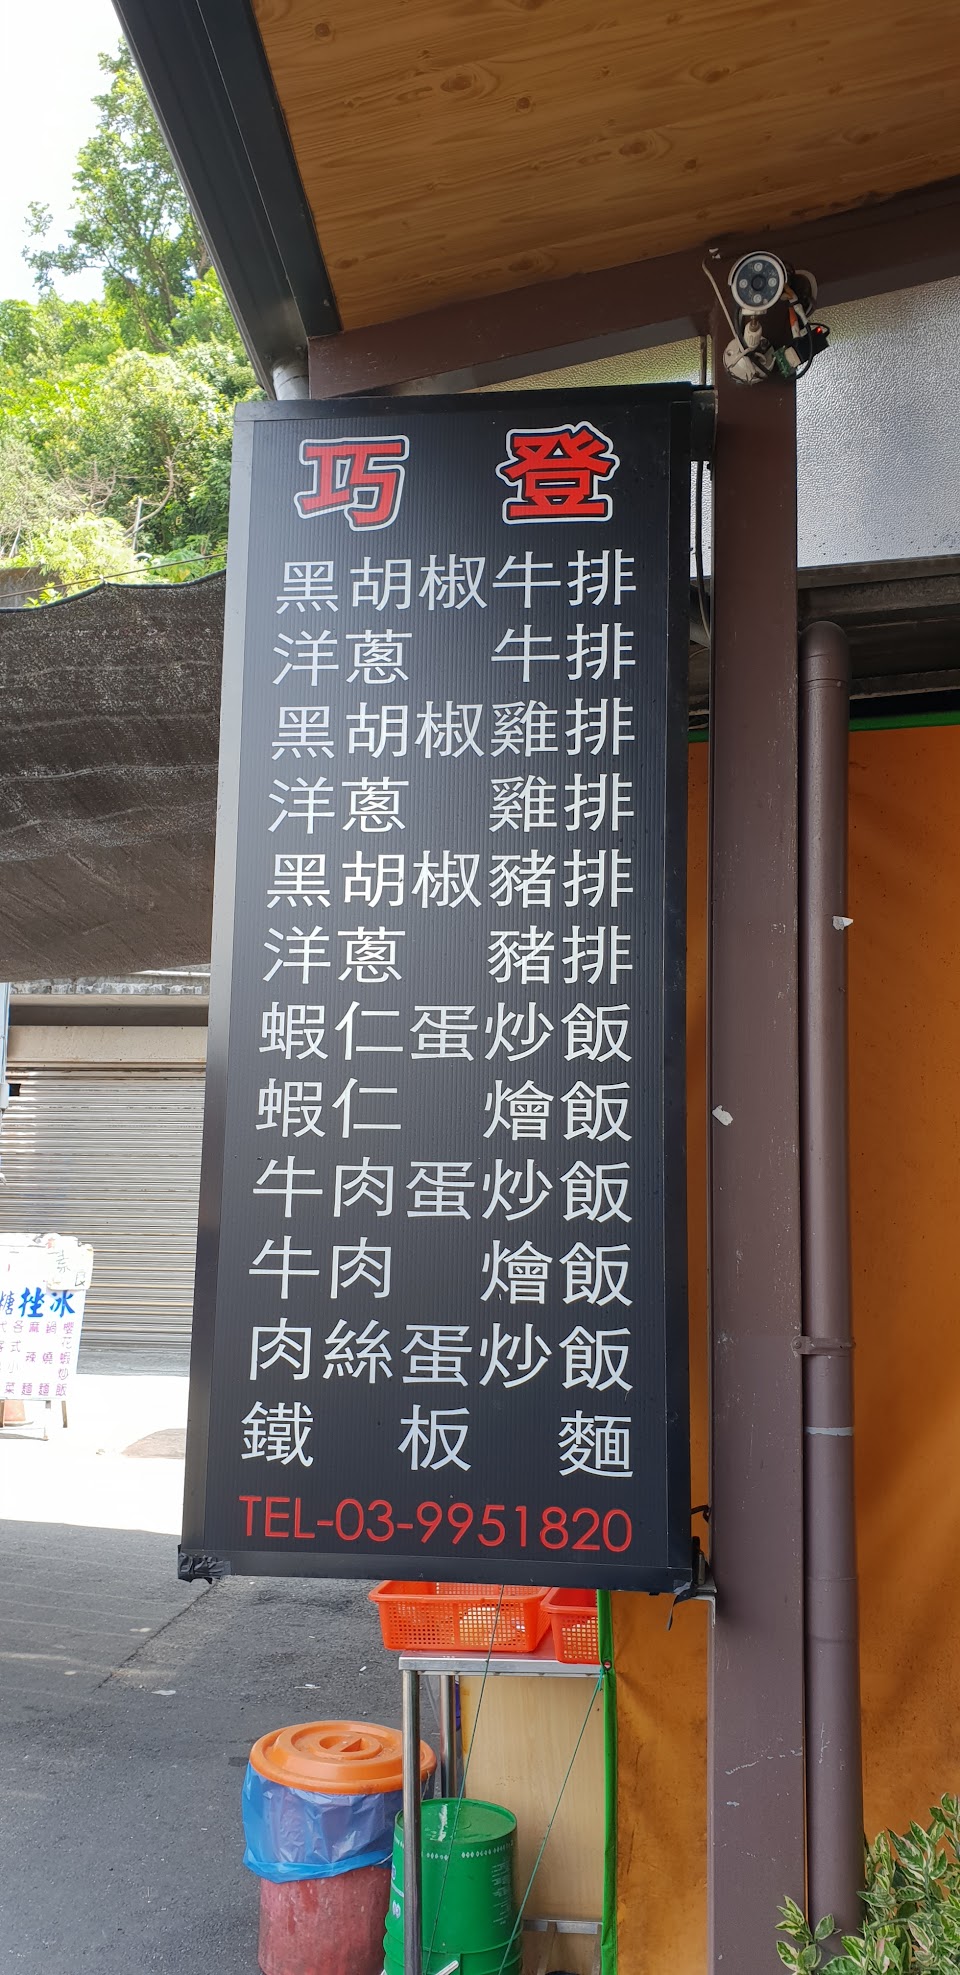 巧 登
黑胡椒牛排
洋蔥 牛排
黑胡椒雞排
洋蔥 雞排
黑胡椒豬排
洋蔥 豬排
蝦仁蛋炒飯
蝦仁 燴飯
牛肉蛋炒飯
牛肉 燴飯
肉絲蛋炒飯
鐵 板 麵
TEL-03-9951820
糖挫冰